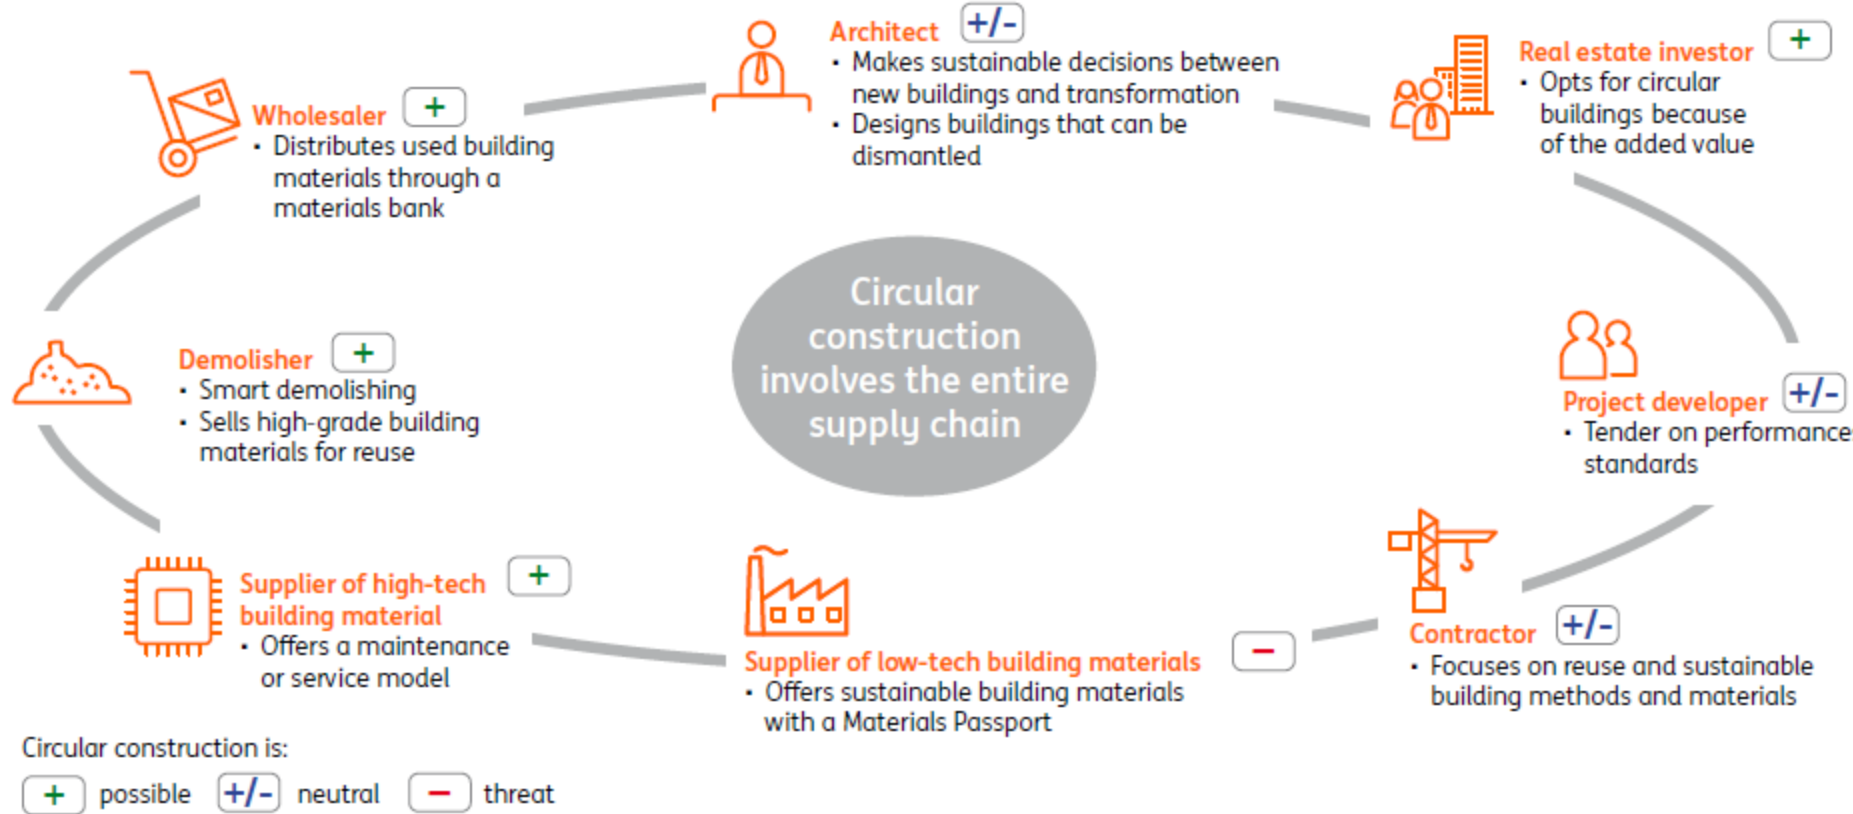 Architect +/-
• Makes sustainable decisions between
new buildings and transformation
• Designs buildings that can be
dismantled
Real estate investor +
• Opts for circular
buildings because
of the added value
Wholesaler +
• Distributes used building
materials through a
materials bank
Circular
construction
involves the entire
supply chain
Demolisher +
• Smart demolishing
• Sells high-grade building
materials for reuse
Project developer +/-
• Tender on performance
standards
Supplier of high-tech +
building material
• Offers a maintenance
or service model
Supplier of low-tech building materials −
• Offers sustainable building materials
with a Materials Passport
Contractor +/-
• Focuses on reuse and sustainable
building methods and materials
Circular construction is:
+ possible +/- neutral − threat